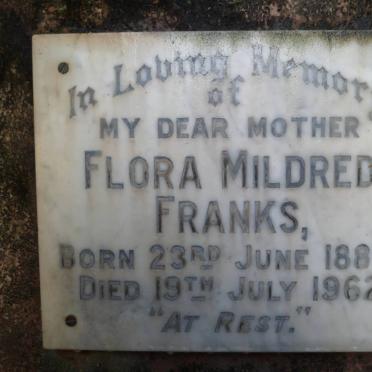 In Loving Memory
of
MY DEAR MOTHER
FLORA MILDRED
FRANKS,
BORN 23RD JUNE 188
DIED 19TH JULY 1962
"AT REST."